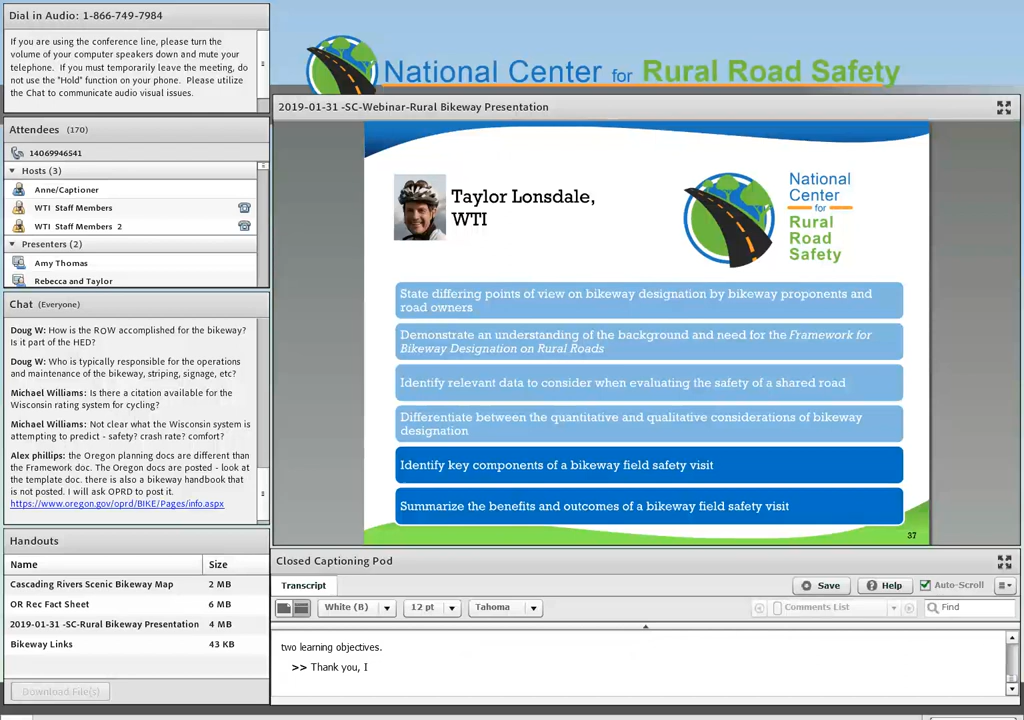 Dial in Audio: 1-866-749-7984
If you are using the conference line, please turn the
volume of your computer speakers down and mute your
telephone.  If you must temporarily leave the meeting, do
not use the "Hold" function on your phone.  Please utilize
the Chat to communicate audio visual issues.
National Center for Rural Road Safety
2019-01-31 -SC-Webinar-Rural Bikeway Presentation
Attendees (170)
14069946541
Hosts (3)
Anne/Captioner
WTI  Staff Members
WTI  Staff Members  2
Presenters (2)
Amy Thomas
Rebecca and Taylor
Taylor Lonsdale,
WTI
National
Center
for
Rural
Road
Safety
State differing points of view on bikeway designation by bikeway proponents and
road owners
Demonstrate an understanding of the background and need for the Framework for
Bikeway Designation on Rural Roads
Identify relevant data to consider when evaluating the safety of a shared road
Differentiate between the quantitative and qualitative considerations of bikeway
designation
Identify key components of a bikeway field safety visit
Summarize the benefits and outcomes of a bikeway field safety visit
37
Chat (Everyone)
Doug W: How is the ROW accomplished for the bikeway?
Is it part of the HED?
Doug W: Who is typically responsible for the operations
and maintenance of the bikeway, striping, signage, etc?
Michael Williams: Is there a citation available for the
Wisconsin rating system for cycling?
Michael Williams: Not clear what the Wisconsin system is
attempting to predict - safety? crash rate? comfort?
Alex phillips: the Oregon planning docs are different than
the Framework doc. The Oregon docs are posted - look at
the template doc. there is also a bikeway handbook that
is not posted. I will ask OPRD to post it.
https://www.oregon.gov/oprd/BIKE/Pages/info.aspx
Handouts
Name Size
Cascading Rivers Scenic Bikeway Map 2 MB
OR Rec Fact Sheet 6 MB
2019-01-31 -SC-Rural Bikeway Presentation 4 MB
Bikeway Links 43 KB
Download File(s)
Closed Captioning Pod
Transcript Save Help Auto-Scroll
White (B) 12 pt Tahoma Comments List Find
two learning objectives.
>> Thank you, I